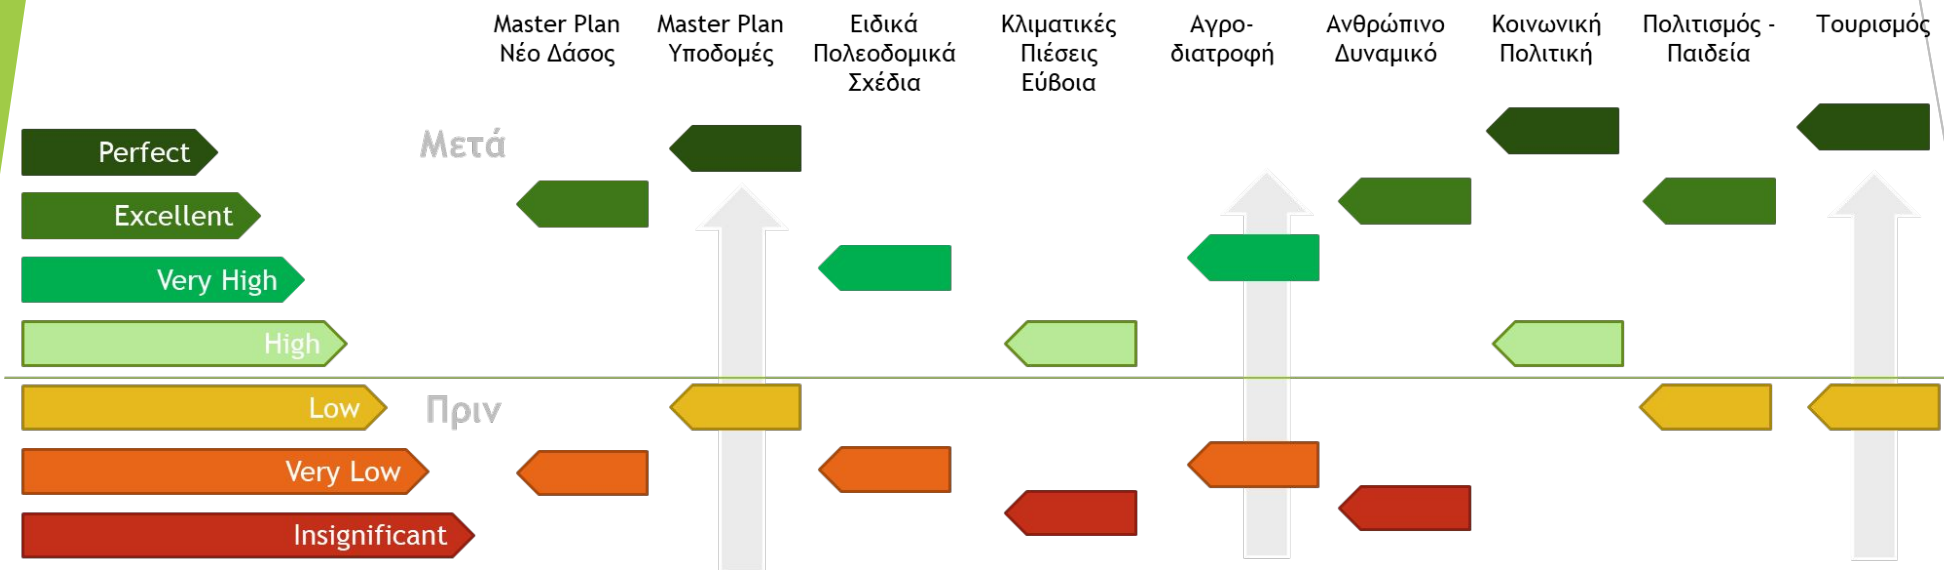 Master Plan
Νέο Δάσος
Master Plan
Υποδομές
Ειδικά
Πολεοδομικά
Σχέδια
Κλιματικές
Πιέσεις
Εύβοια
Αγρο-
διατροφή
Ανθρώπινο
Δυναμικό
Κοινωνική
Πολιτική
Πολιτισμός -
Παιδεία
Τουρισμός
Perfect
Μετά
Excellent
Very High
High
Low
Πριν
Very Low
Insignificant